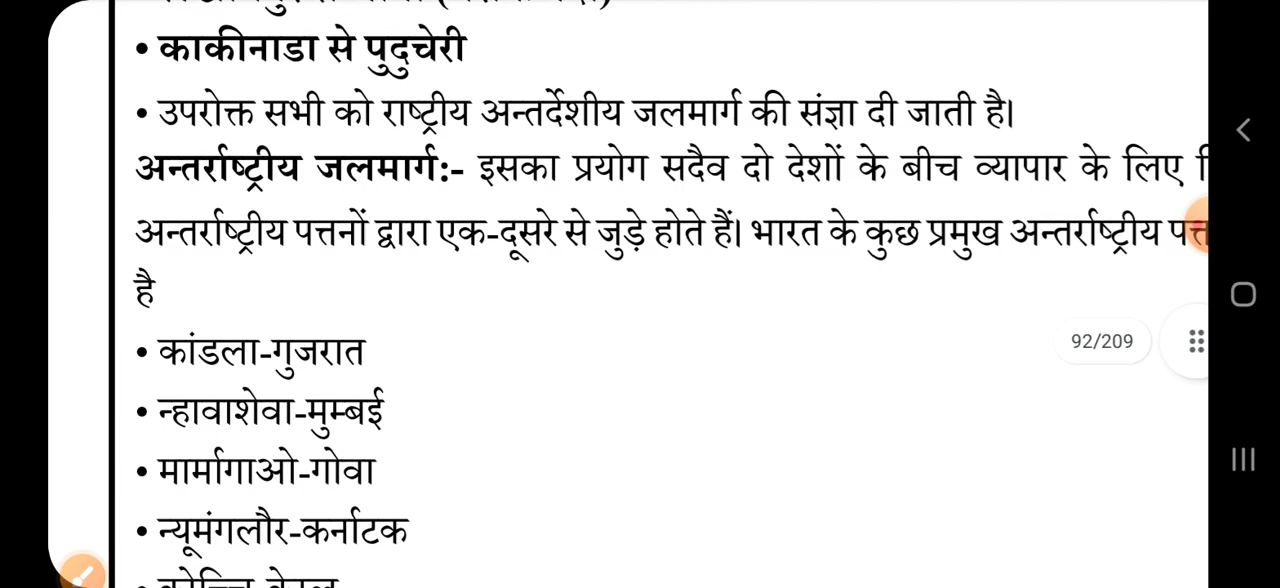 • काकीनाडा से पुदुचेरी
• उपरोक्त सभी को राष्ट्रीय अन्तर्देशीय जलमार्ग की संज्ञा दी जाती है।
अन्तर्राष्ट्रीय जलमार्ग:- इसका प्रयोग सदैव दो देशों के बीच व्यापार के लिए
अन्तर्राष्ट्रीय पत्तनों द्वारा एक-दूसरे से जुड़े होते हैं। भारत के कुछ प्रमुख अन्तर्राष्ट्रीय
है
92/209
• कांडला-गुजरात
• न्हावाशेवा-मुम्बई
• मार्मागाओ-गोवा
• न्यूमंगलौर-कर्नाटक